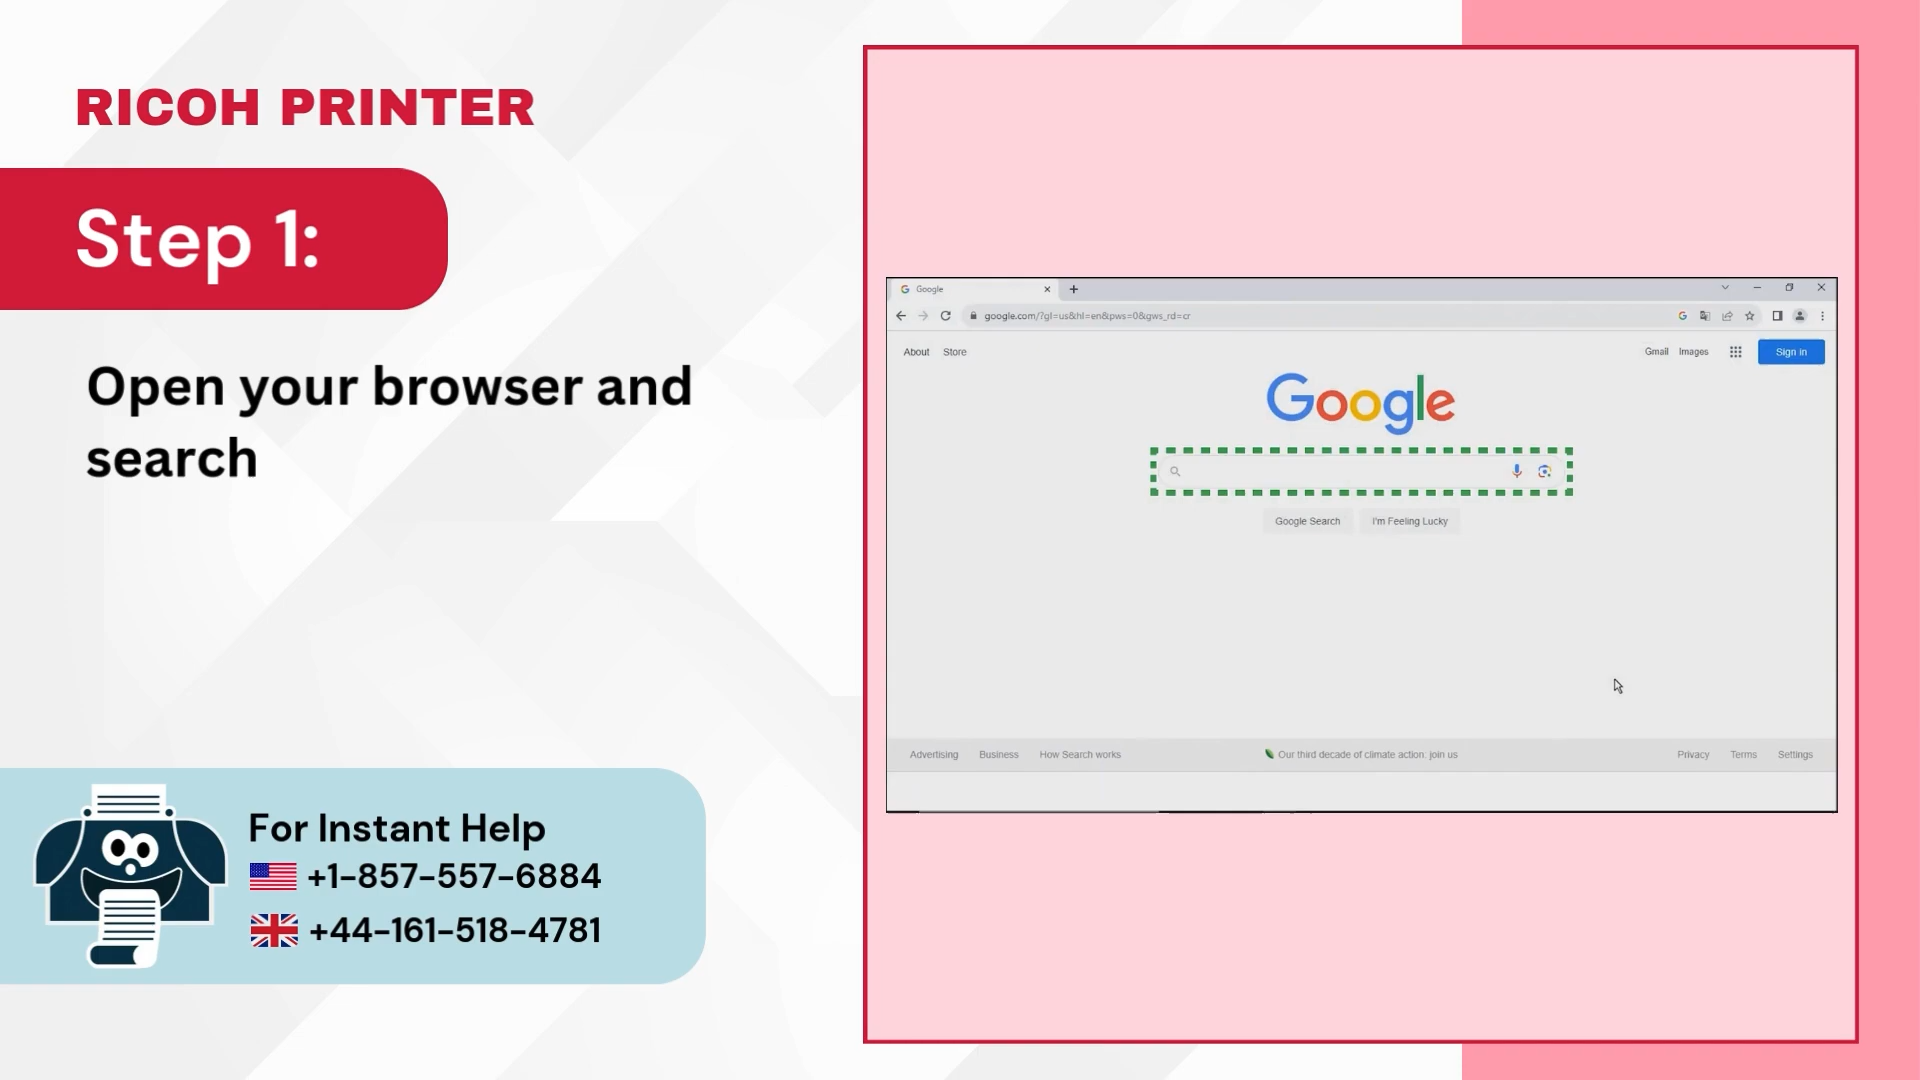 RICOH PRINTER
Step 1:
Open your browser and
search
For Instant Help
+1-857-557-6884
+44-161-518-4781
Google
google.com/?gl=us&hl=en&pws=0&gws_rd=cr
About Store
Gmail Images Sign in
Google
Google Search I'm Feeling Lucky
Advertising Business How Search works Our third decade of climate action: join us Privacy Terms Settings